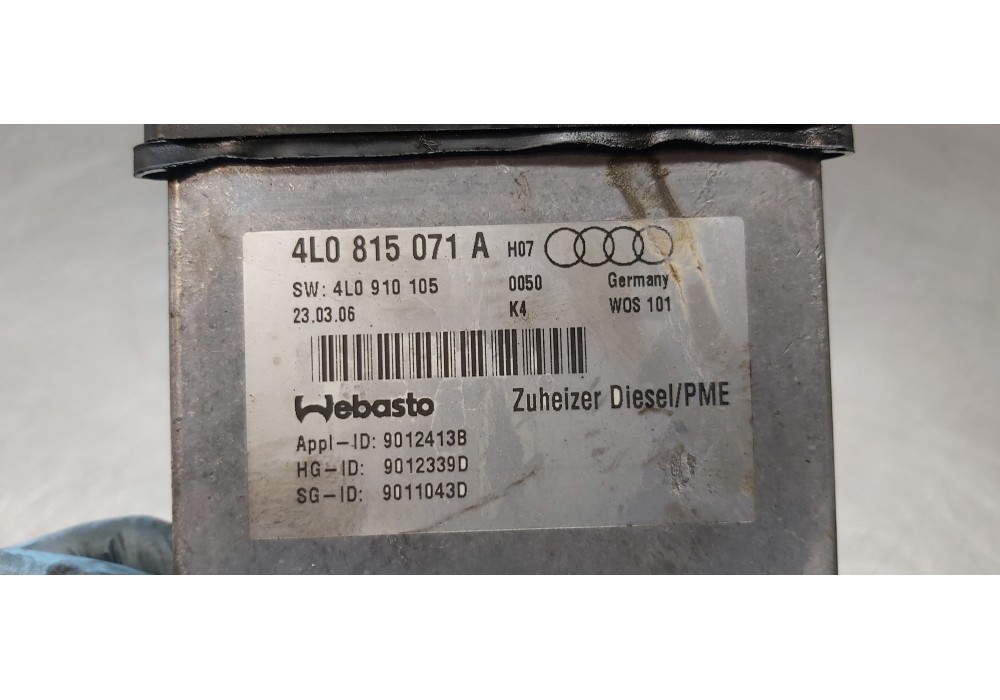 4L0 815 071 A H07
SW: 4L0 910 105 0050 Germany
23.03.06 K4 WOS 101
Webasto Zuheizer Diesel/PME
Appl-ID: 9012413B
HG-ID: 9012339D
SG-ID: 9011043D